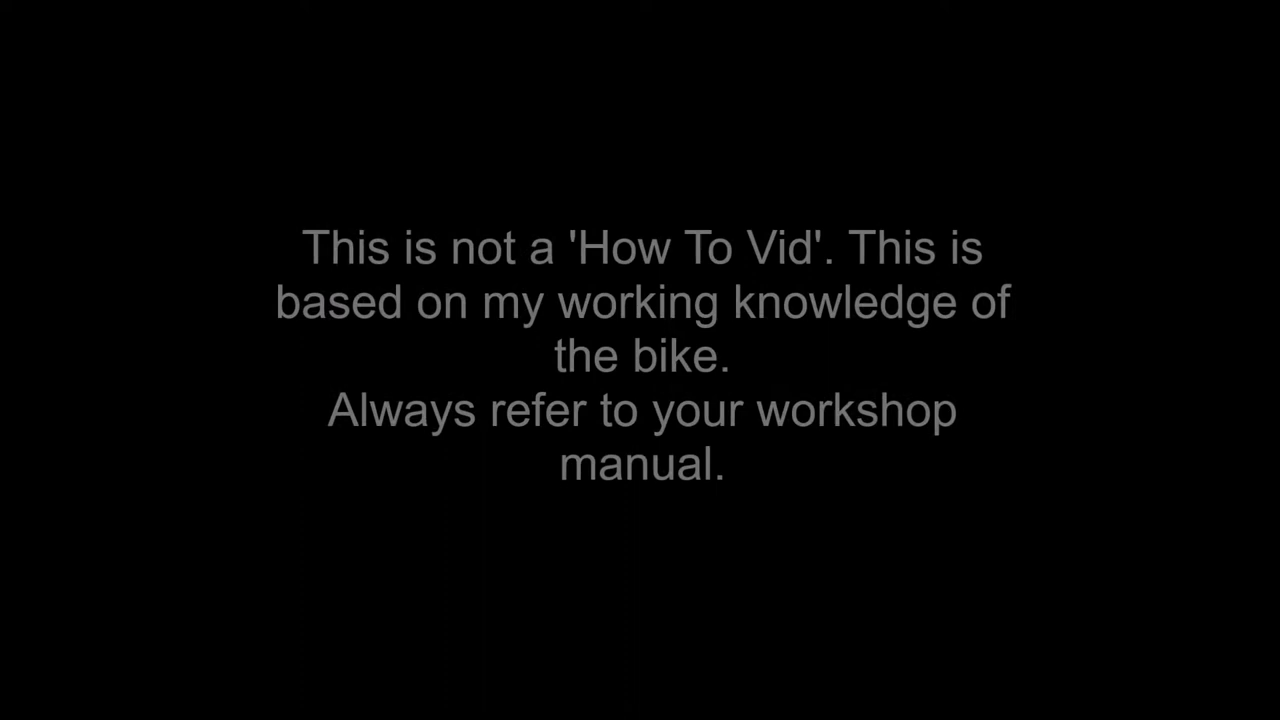 This is not a 'How To Vid'. This is
based on my working knowledge of
the bike.
Always refer to your workshop
manual.